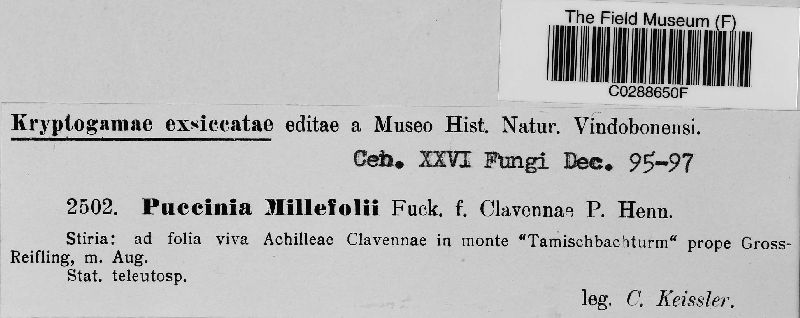 The Field Museum (F)
C0288650F
Kryptogamae exsiccatae editae a Museo Hist. Natur. Vindobonensi.
Ceb. XXVI Fungi Dec. 95-97
2502. Puccinia Millefolii Fuck. f. Clavennae P. Henn.
Stiria: ad folia viva Achilleae Clavennae in monte "Tamischbachturm“ prope Gross-
Reifling, m. Aug.
Stat. teleutosp.
leg. C. Keissler.